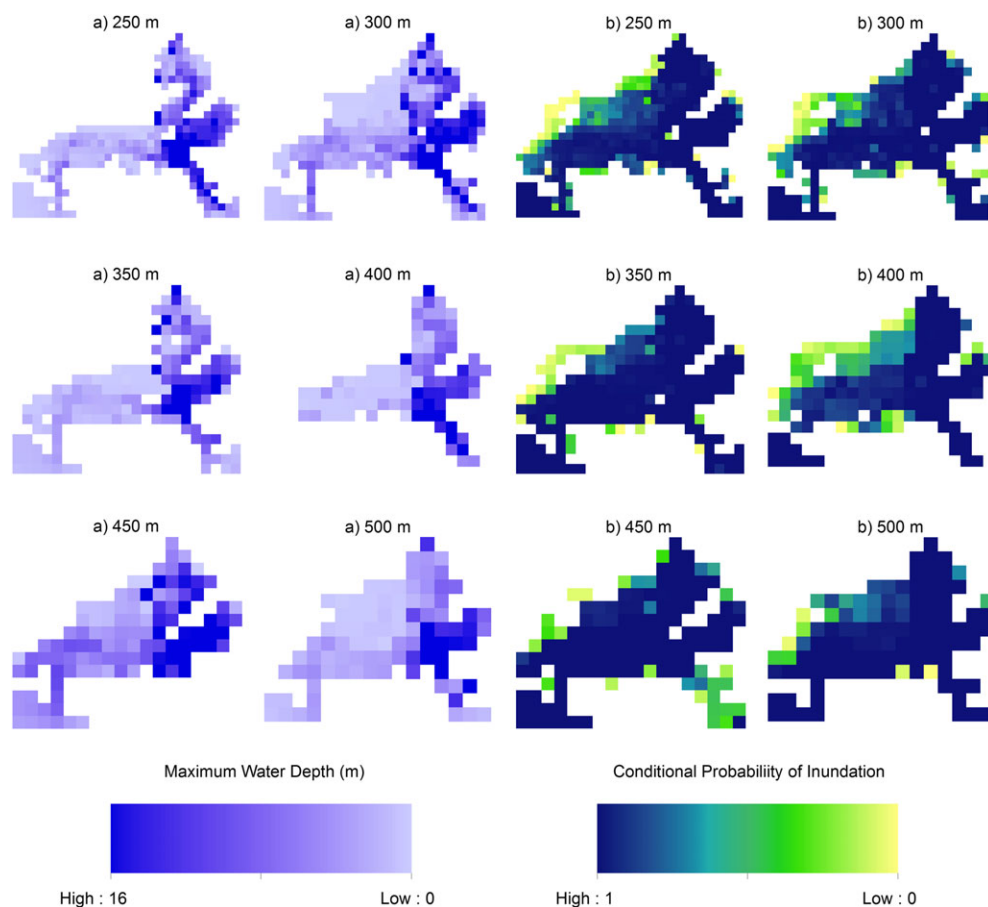 a) 250 m
a) 300 m
b) 250 m
b) 300 m
a) 350 m
a) 400 m
b) 350 m
b) 400 m
a) 450 m
a) 500 m
b) 450 m
b) 500 m
Maximum Water Depth (m)
Conditional Probabiliity of Inundation
High : 16
Low : 0
High : 1
Low : 0